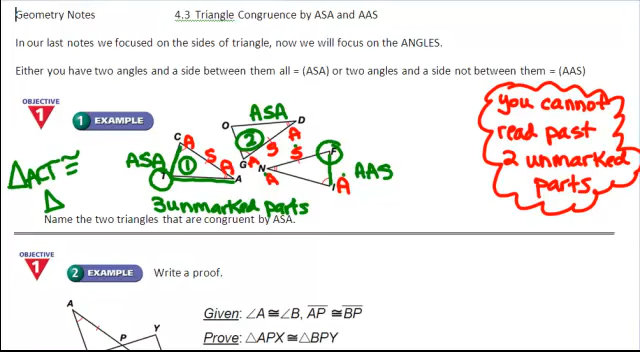 Geometry Notes 4.3 Triangle Congruence by ASA and AAS
In our last notes we focused on the sides of triangle, now we will focus on the ANGLES.
Either you have two angles and a side between them all = (ASA) or two angles and a side not between them = (AAS)
OBJECTIVE
1
1 EXAMPLE
ASA
O
D
2
A
S
G
A
C
A
S
A
ASA
1
T
A
N
A
S
F
I
A
AAS
ΔACT ≅
Δ
3 unmarked parts
you cannot
read past
2 unmarked
parts.
Name the two triangles that are congruent by ASA.
OBJECTIVE
1
2 EXAMPLE
Write a proof.
A
P
Y
Given: ∠A ≅ ∠B, AP ≅ BP
Prove: △APX ≅ △BPY